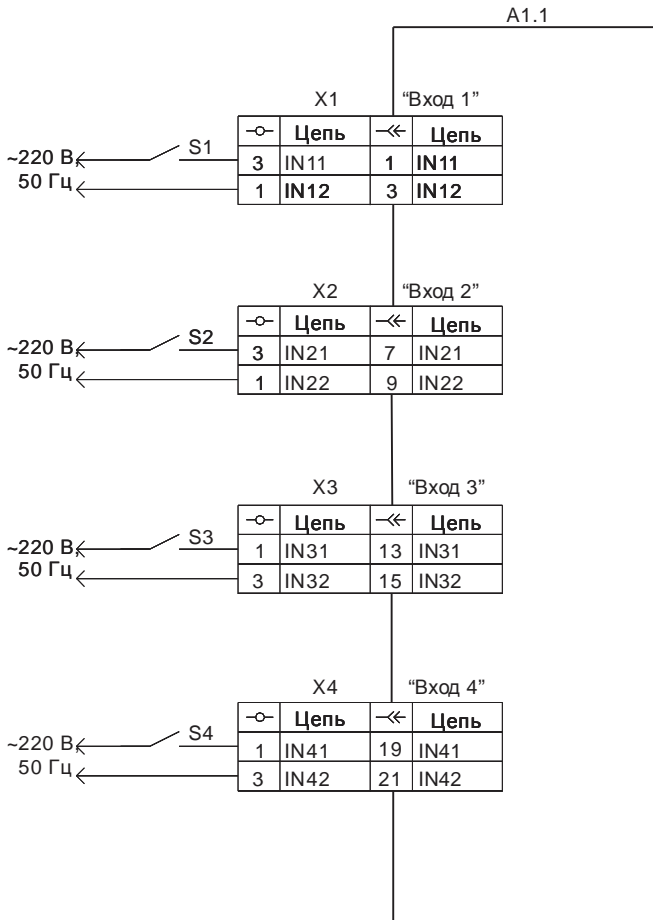 A1.1
X1 “Вход 1”
Цепь Цепь
S1
~220 В,
50 Гц
3 IN11 1 IN11
1 IN12 3 IN12
X2 “Вход 2”
Цепь Цепь
S2
~220 В,
50 Гц
3 IN21 7 IN21
1 IN22 9 IN22
X3 “Вход 3”
Цепь Цепь
S3
~220 В,
50 Гц
1 IN31 13 IN31
3 IN32 15 IN32
X4 “Вход 4”
Цепь Цепь
S4
~220 В,
50 Гц
1 IN41 19 IN41
3 IN42 21 IN42